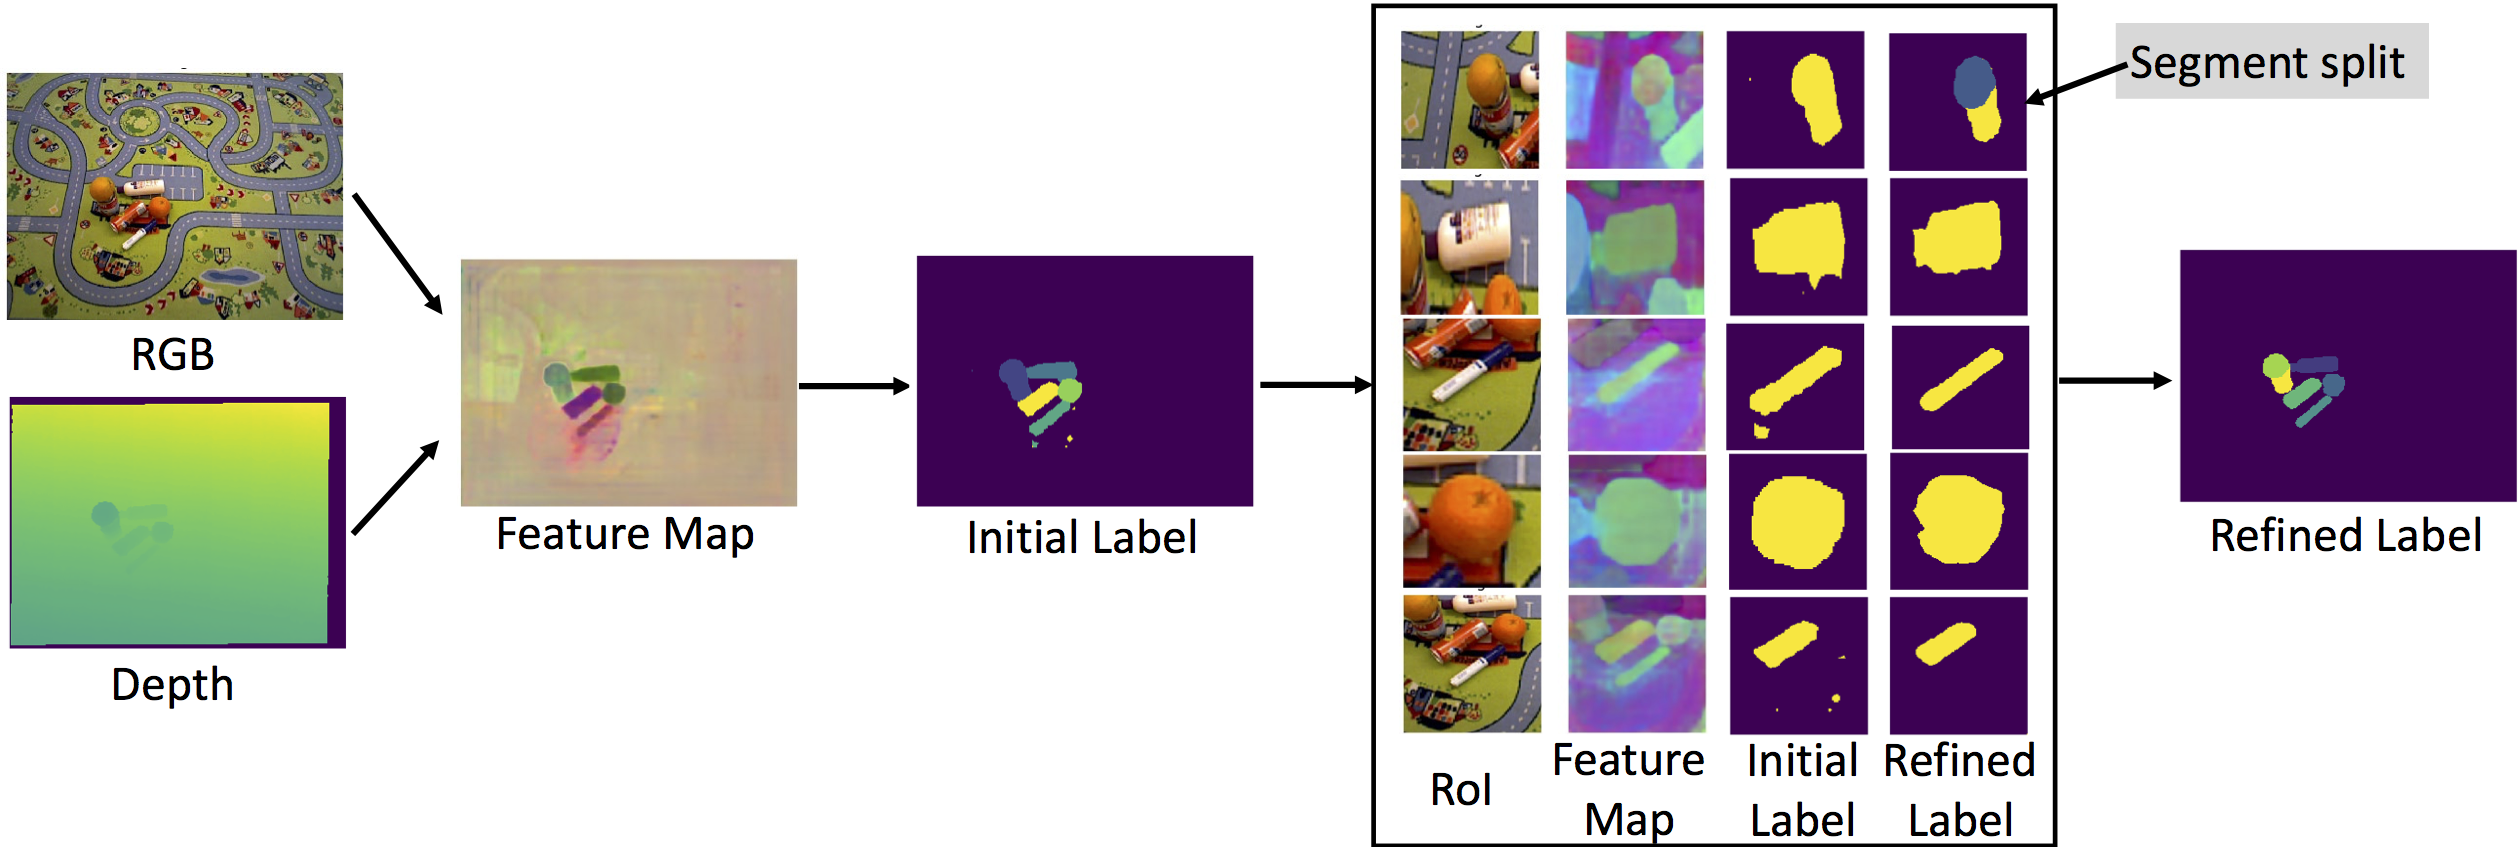 RGB
Depth
Feature Map
Initial Label
RoI
Feature
Map
Initial
Label
Refined
Label
Segment split
Refined Label